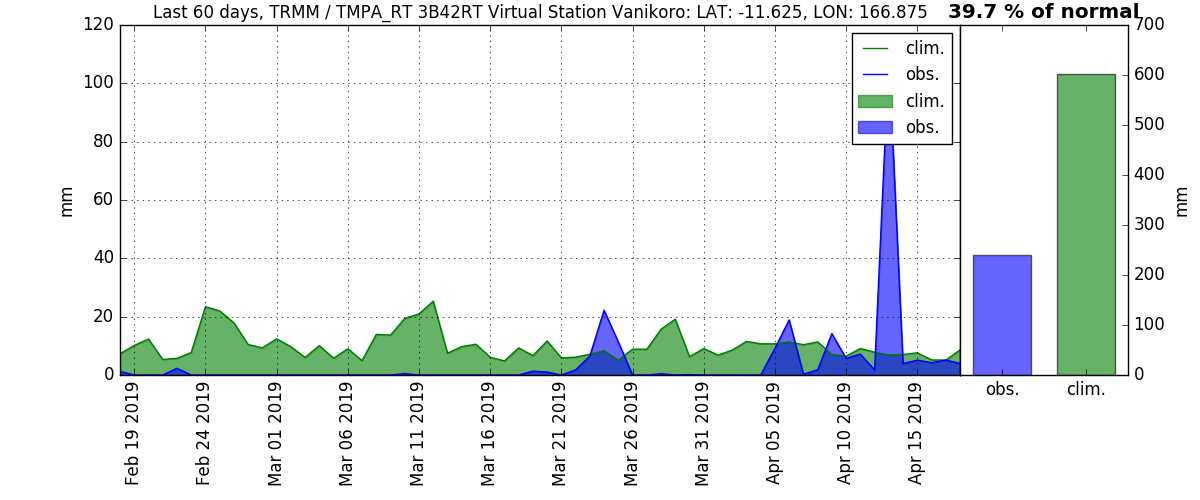 Last 60 days, TRMM / TMPA_RT 3B42RT Virtual Station Vanikoro: LAT: -11.625, LON: 166.875
39.7 % of normal
120
100
80
60
40
20
0
mm
clim.
obs.
clim.
obs.
700
600
500
400
300
200
100
0
mm
Feb 19 2019
Feb 24 2019
Mar 01 2019
Mar 06 2019
Mar 11 2019
Mar 16 2019
Mar 21 2019
Mar 26 2019
Mar 31 2019
Apr 05 2019
Apr 10 2019
Apr 15 2019
obs.
clim.